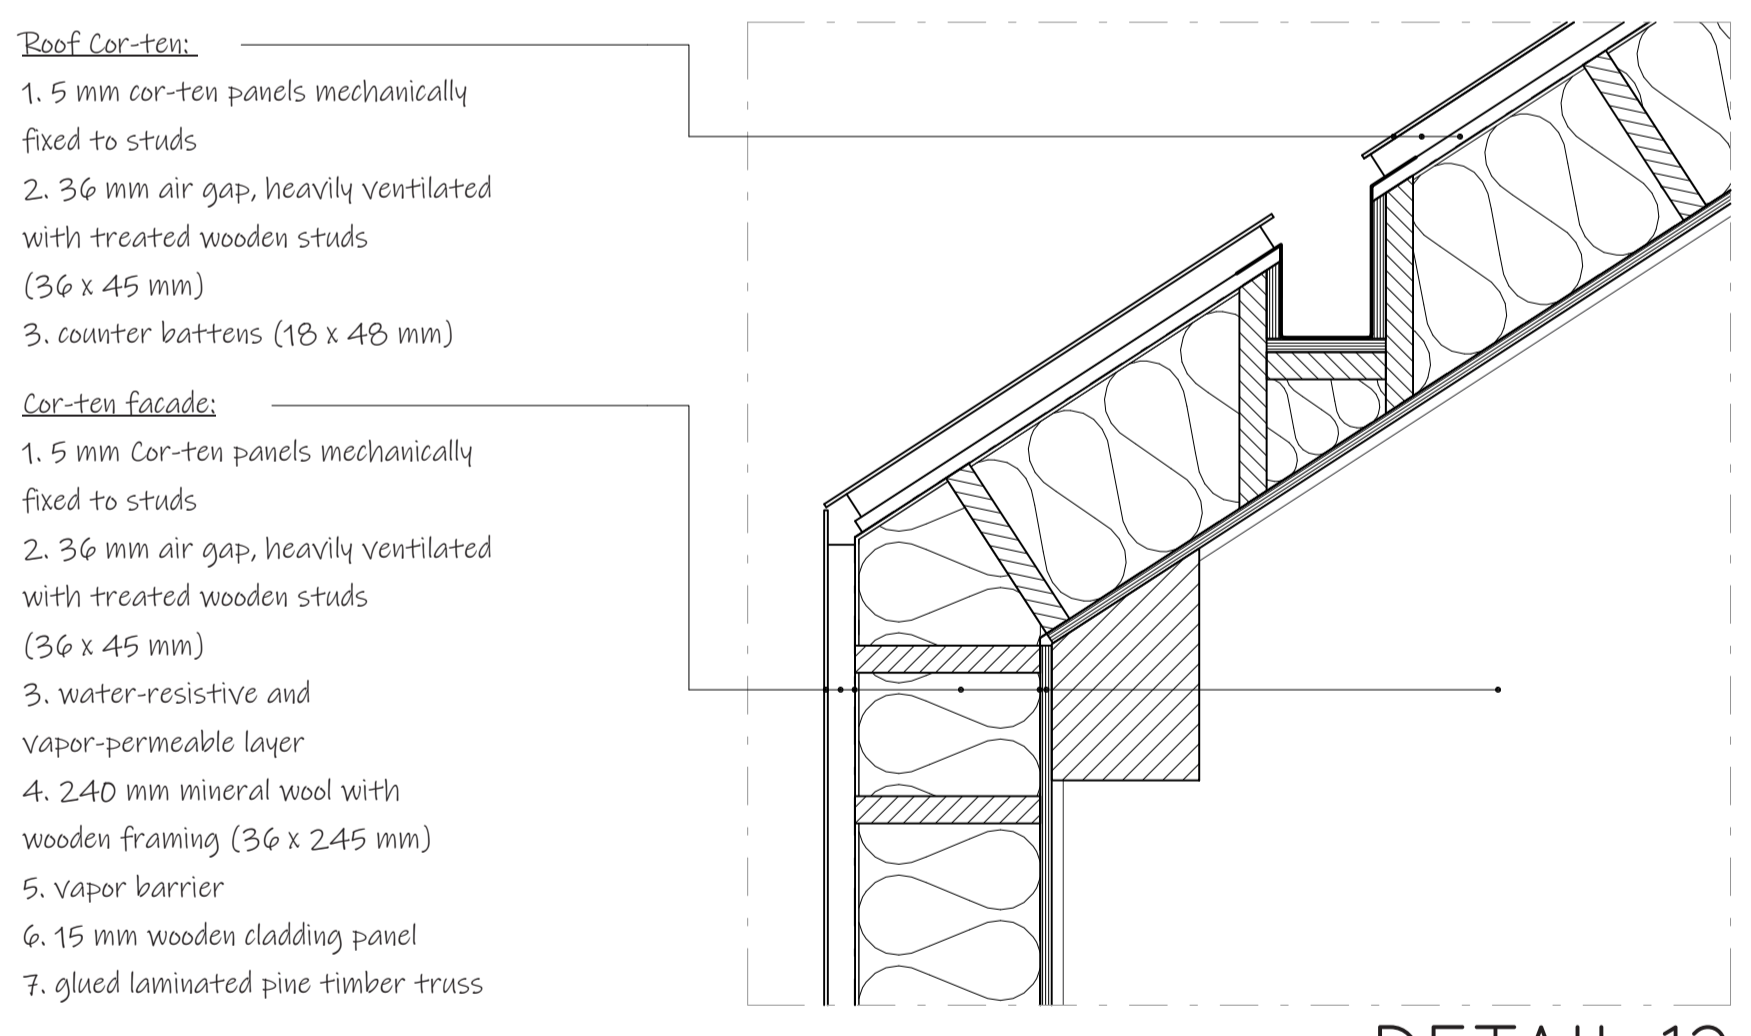 Roof Cor-ten:
1. 5 mm cor-ten panels mechanically
fixed to studs
2. 36 mm air gap, heavily ventilated
with treated wooden studs
(36 x 45 mm)
3. counter battens (18 x 48 mm)
Cor-ten facade:
1. 5 mm Cor-ten panels mechanically
fixed to studs
2. 36 mm air gap, heavily ventilated
with treated wooden studs
(36 x 45 mm)
3. water-resistive and
vapor-permeable layer
4. 240 mm mineral wool with
wooden framing (36 x 245 mm)
5. vapor barrier
6. 15 mm wooden cladding panel
7. glued laminated pine timber truss
DETAIL